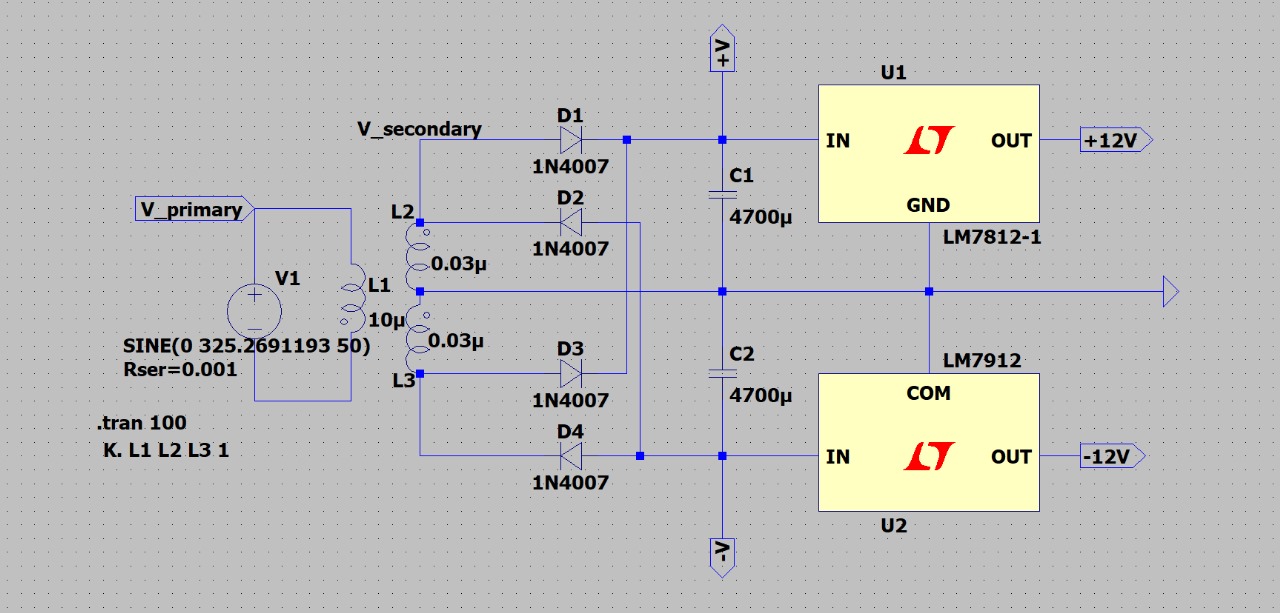 +V
U1
D1
V_secondary
IN
OUT
+12V
1N4007
C1
D2
V_primary
L2
GND
4700µ
LM7812-1
1N4007
0.03µ
V1
+
L1
10µ
−
SINE(0 325.2691193 50)
0.03µ
D3
C2
LM7912
Rser=0.001
L3
COM
4700µ
1N4007
.tran 100
D4
K. L1 L2 L3 1
IN
OUT
-12V
1N4007
U2
-V